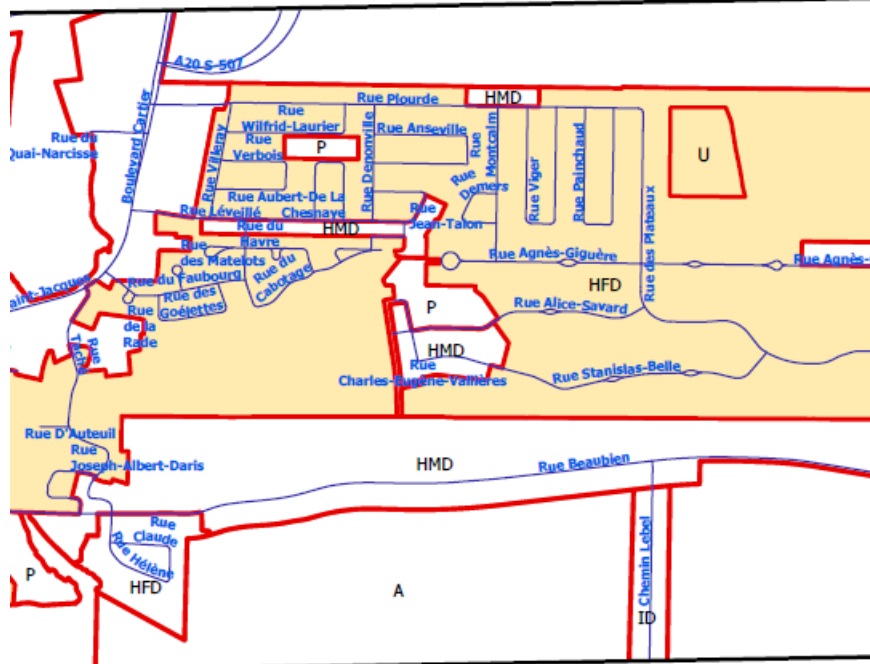 A20 S-507
Rue Plourde
HMD
Rue du
Quai-Narcisse
Boulevard Cartier
Rue
Wilfrid-Laurier
Rue Anseville
Rue
Verbois
P
Rue Villeray
Rue Denonville
Rue
Montcalm
Rue Viger
Rue Painchaud
U
Rue
Demers
Rue Aubert-De La
Chesnaye
Rue Léveillé
Rue
Jean-Talon
Rue du
Havre
HMD
Rue
des Matelots
Rue du
Cabotage
Rue Agnès-Giguère
Rue des Plateaux
Rue Agnès-
Rue du Faubourg
HFD
aint-Jacques
Rue des
Goélettes
P
Rue Alice-Savard
Rue
de la
Rade
Rue
Taché
HMD
Rue
Charles-Eugène-Vallières
Rue Stanislas-Belle
Rue D'Auteuil
Rue
Joseph-Albert-Daris
HMD
Rue Beaubien
Rue
Claude
Rue Hélène
P
HFD
A
Chemin Lebel
ID